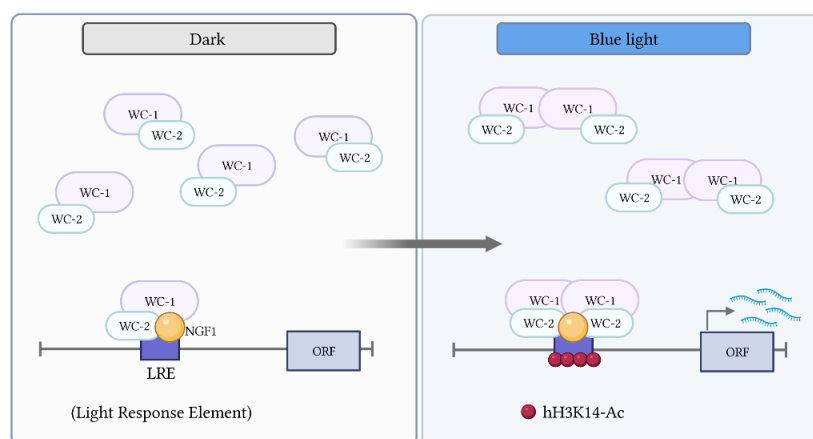 Dark
WC-1
WC-2
WC-1
WC-2
WC-1
WC-2
WC-1
WC-2
WC-1
WC-2
NGF1
ORF
LRE
(Light Response Element)
Blue light
WC-1
WC-1
WC-2
WC-2
WC-1
WC-1
WC-2
WC-2
WC-1
WC-1
WC-2
WC-2
ORF
hH3K14-Ac